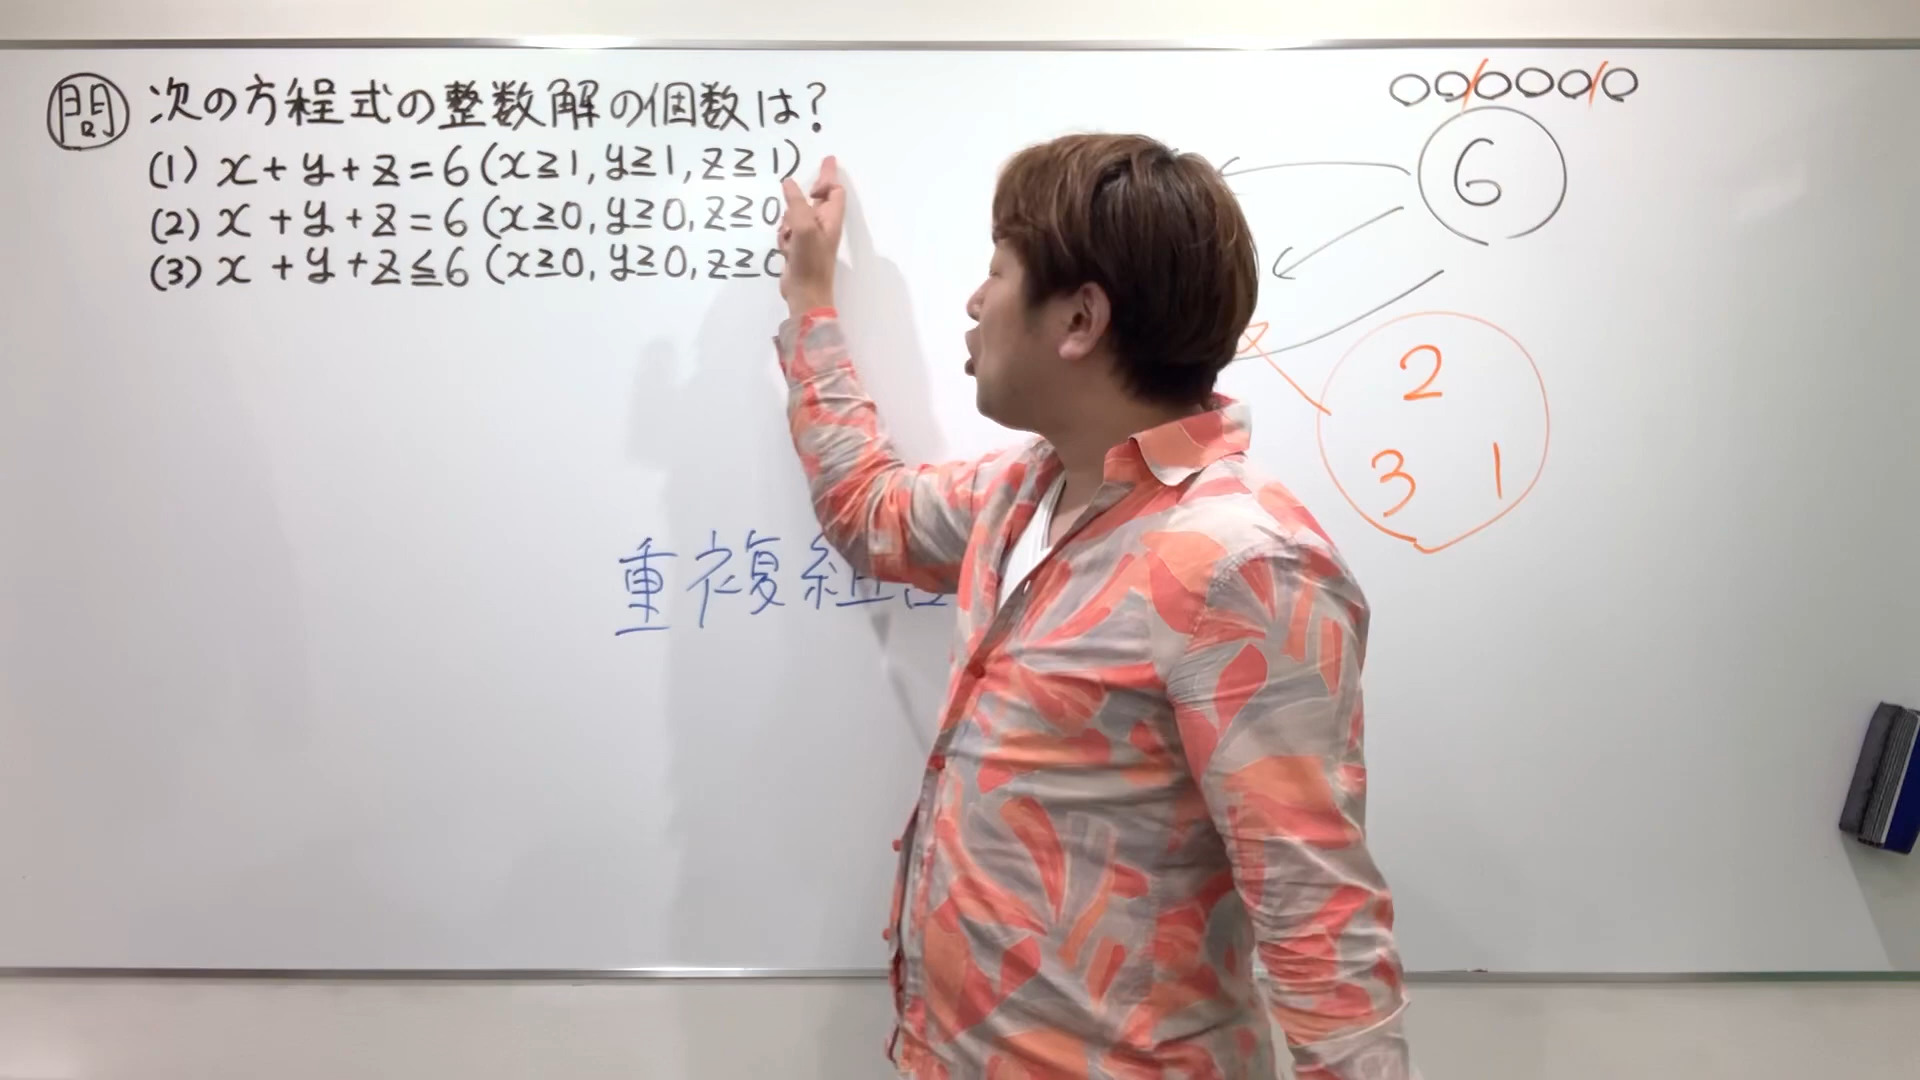 問 次の方程式の整数解の個数は?
(1) x+y+z=6(x≧1,y≧1,z≧1)
(2) x+y+z=6(x≧0,y≧0,z≧0
(3) x+y+z≦6(x≧0,y≧0,z≧0
6
2
3 1
重複組